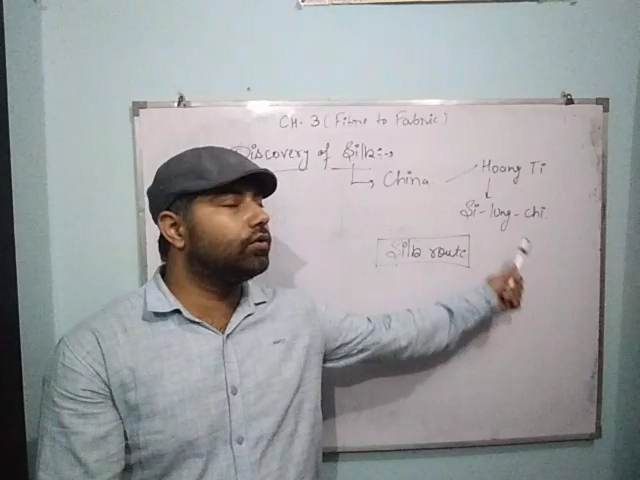 CH-3 (Fibre to Fabric)
Discovery of Silk:→
China
Hoang Ti
Si-lung-chi
Silk route